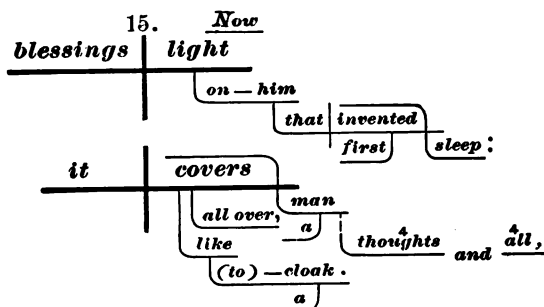 15. Now
blessings light
on — him
that invented
first sleep:
it covers
man
all over, a
4 4
thoughts and all,
like
(to) — cloak.
a